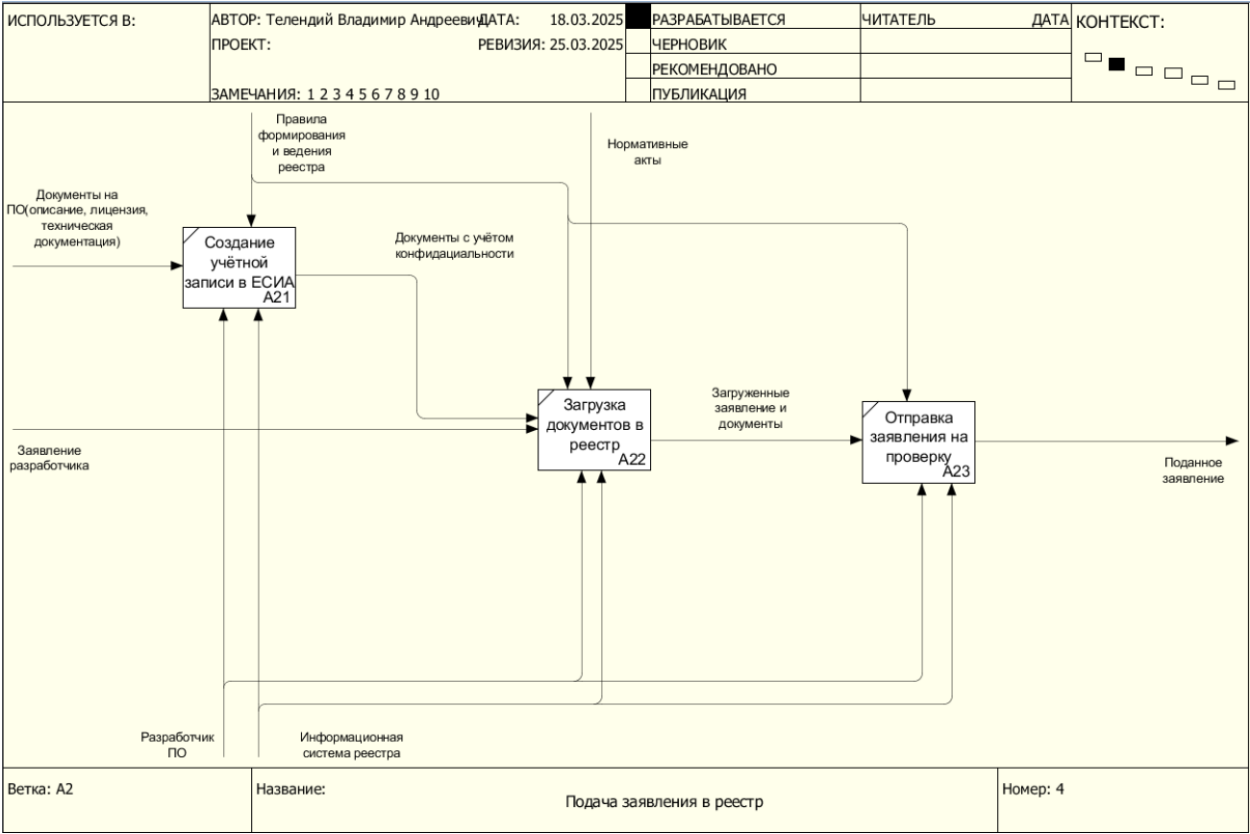 ИСПОЛЬЗУЕТСЯ В:
АВТОР: Телендий Владимир Андреевич
ДАТА: 18.03.2025
ПРОЕКТ:
РЕВИЗИЯ: 25.03.2025
ЗАМЕЧАНИЯ: 1 2 3 4 5 6 7 8 9 10
РАЗРАБАТЫВАЕТСЯ
ЧЕРНОВИК
РЕКОМЕНДОВАНО
ПУБЛИКАЦИЯ
ЧИТАТЕЛЬ
ДАТА
КОНТЕКСТ:
Правила
формирования
и ведения
реестра
Нормативные
акты
Документы на
ПО(описание, лицензия,
техническая
документация)
Создание
учётной
записи в ЕСИА
A21
Документы с учётом
конфидациальности
Загрузка
документов в
реестр
A22
Загруженные
заявление и
документы
Отправка
заявления на
проверку
A23
Заявление
разработчика
Поданное
заявление
Разработчик
ПО
Информационная
система реестра
Ветка: A2
Название:
Подача заявления в реестр
Номер: 4